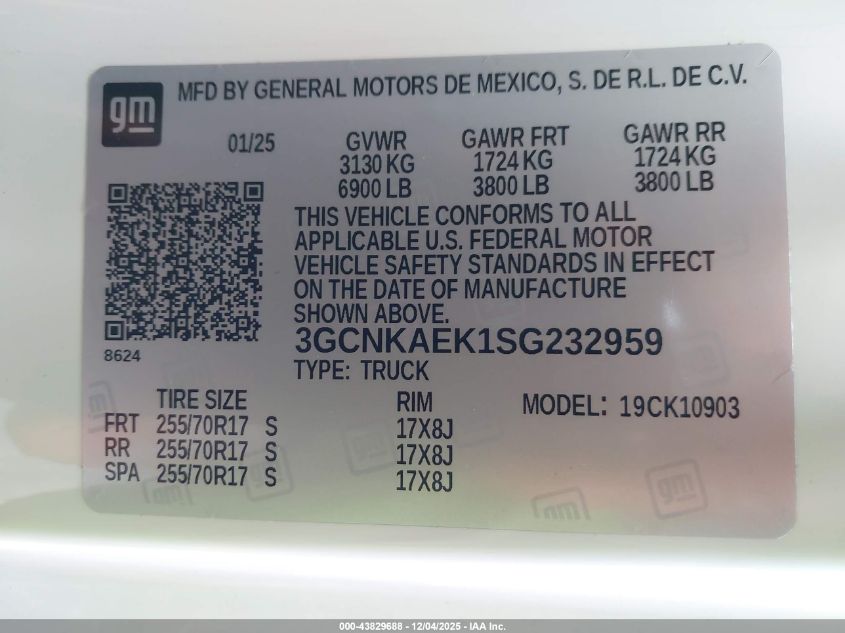 gm
MFD BY GENERAL MOTORS DE MEXICO, S. DE R.L. DE C.V.
01/25
GVWR GAWR FRT GAWR RR
3130 KG 1724 KG 1724 KG
6900 LB 3800 LB 3800 LB
THIS VEHICLE CONFORMS TO ALL
APPLICABLE U.S. FEDERAL MOTOR
VEHICLE SAFETY STANDARDS IN EFFECT
ON THE DATE OF MANUFACTURE
SHOWN ABOVE.
8624
3GCNKAEK1SG232959
TYPE: TRUCK
TIRE SIZE RIM MODEL: 19CK10903
FRT 255/70R17 S 17X8J
RR 255/70R17 S 17X8J
SPA 255/70R17 S 17X8J
gm
gm
gm
gm
000-43829688 - 12/04/2025 - IAA Inc.